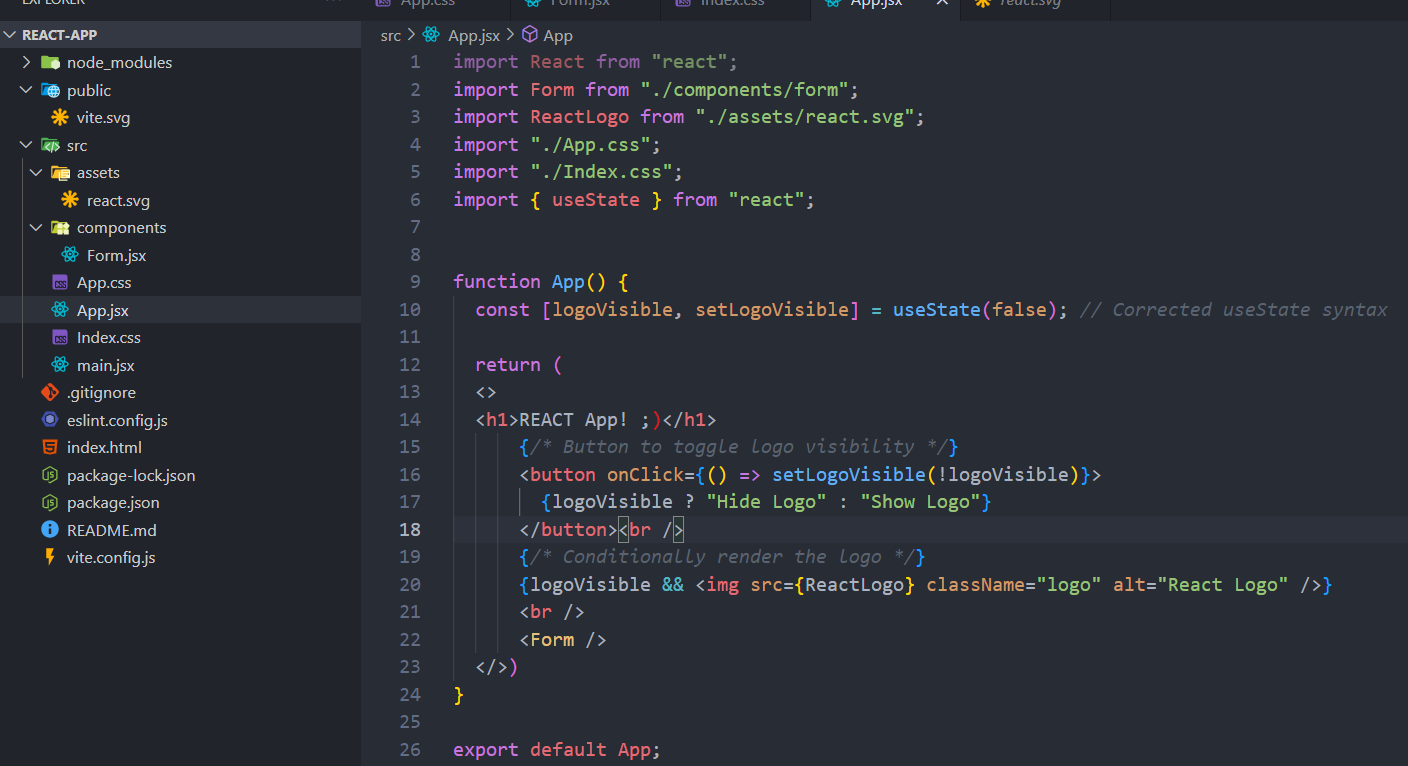 EXPLORER
App.css
Form.jsx
Index.css
App.jsx
react.svg
REACT-APP
node_modules
public
vite.svg
src
assets
react.svg
components
Form.jsx
App.css
App.jsx
Index.css
main.jsx
.gitignore
eslint.config.js
index.html
package-lock.json
package.json
README.md
vite.config.js
src > App.jsx > App
1 import React from "react";
2 import Form from "./components/form";
3 import ReactLogo from "./assets/react.svg";
4 import "./App.css";
5 import "./Index.css";
6 import { useState } from "react";
7
8
9 function App() {
10 const [logoVisible, setLogoVisible] = useState(false); // Corrected useState syntax
11
12 return (
13 <>
14 <h1>REACT App! ;)</h1>
15 {/* Button to toggle logo visibility */}
16 <button onClick={() => setLogoVisible(!logoVisible)}>
17 {logoVisible ? "Hide Logo" : "Show Logo"}
18 </button><br />
19 {/* Conditionally render the logo */}
20 {logoVisible && <img src={ReactLogo} className="logo" alt="React Logo" />}
21 <br />
22 <Form />
23 </>)
24 }
25
26 export default App;